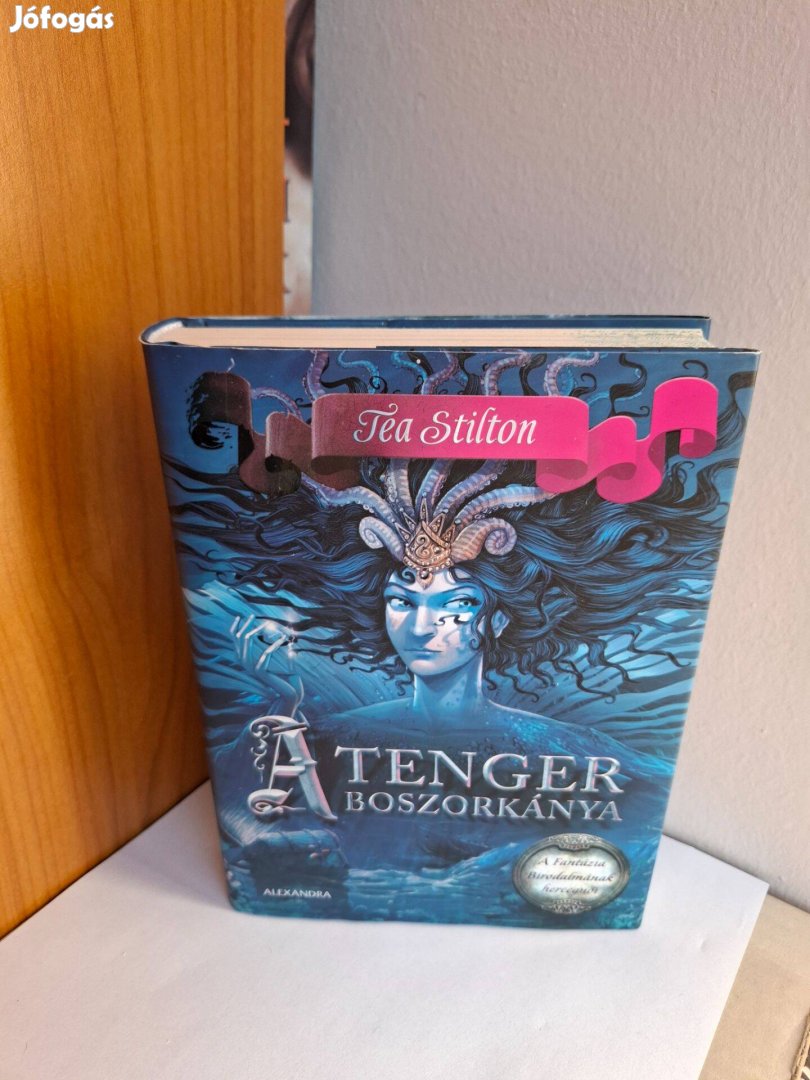 Jófogás
Tea Stilton
A TENGER
BOSZORKÁNYA
A Fantázia
Birodalmának
hercegnői
ALEXANDRA